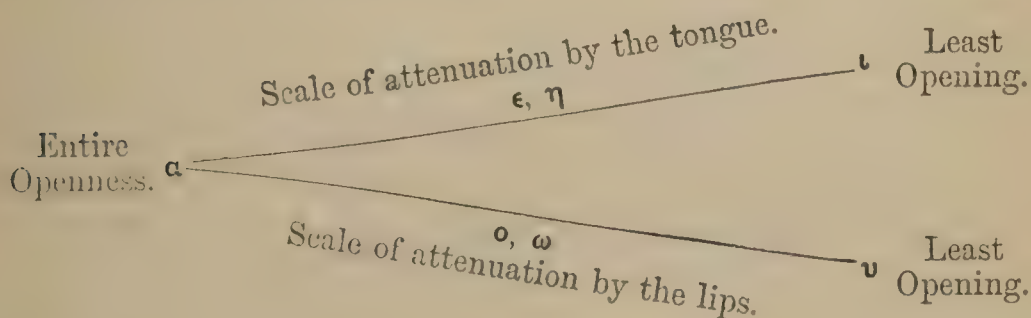 Scale of attenuation by the tongue.
ϵ, η
ι
Least
Opening.
Entire
Openness.
α
ο, ω
Scale of attenuation by the lips.
υ
Least
Opening.